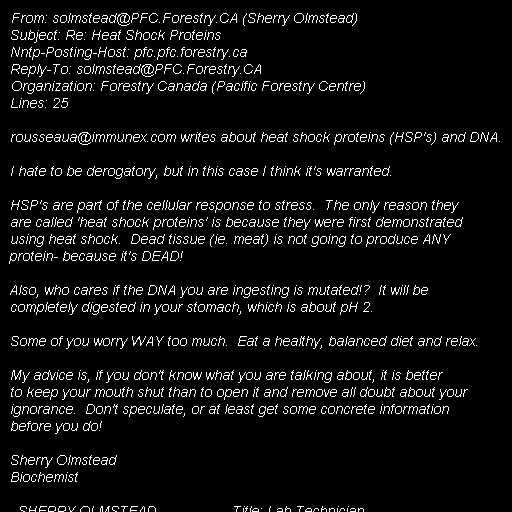 From: solmstead@PFC.Forestry.CA (Sherry Olmstead)
Subject: Re: Heat Shock Proteins
Nntp-Posting-Host: pfc.pfc.forestry.ca
Reply-To: solmstead@PFC.Forestry.CA
Organization: Forestry Canada (Pacific Forestry Centre)
Lines: 25

rousseaua@immunex.com writes about heat shock proteins (HSP's) and DNA.

I hate to be derogatory, but in this case I think it's warranted.

HSP's are part of the cellular response to stress.  The only reason they
are called 'heat shock proteins' is because they were first demonstrated
using heat shock.  Dead tissue (ie. meat) is not going to produce ANY
protein- because it's DEAD!

Also, who cares if the DNA you are ingesting is mutated!?  It will be
completely digested in your stomach, which is about pH 2.

Some of you worry WAY too much.  Eat a healthy, balanced diet and relax.

My advice is, if you don't know what you are talking about, it is better
to keep your mouth shut than to open it and remove all doubt about your
ignorance.  Don't speculate, or at least get some concrete information
before you do!

Sherry Olmstead
Biochemist

SHERRY OLMSTEAD Title: Lab Technician